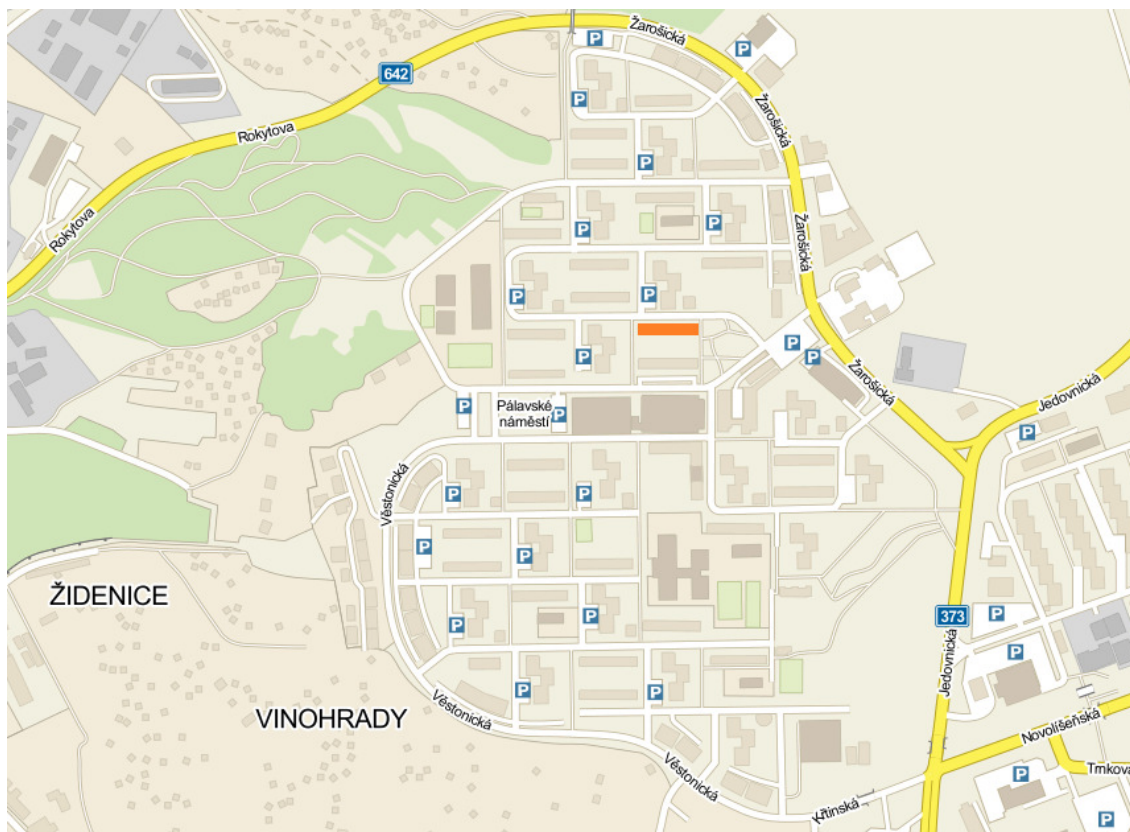 P
Žarošická
P
642
P
Rokytova
Žarošická
P
Rokytova
P
P
Žarošická
P
P
P
P
P
Žarošická
Jedovnická
P
Pálavské
náměstí
P
P
Věstonická
P
P
P
P
ŽIDENICE
373
P
P
P
Jedovnická
P
P
P
VINOHRADY
Věstonická
Novolíšeňská
Věstonická
Trnkova
P
Křtinská
P